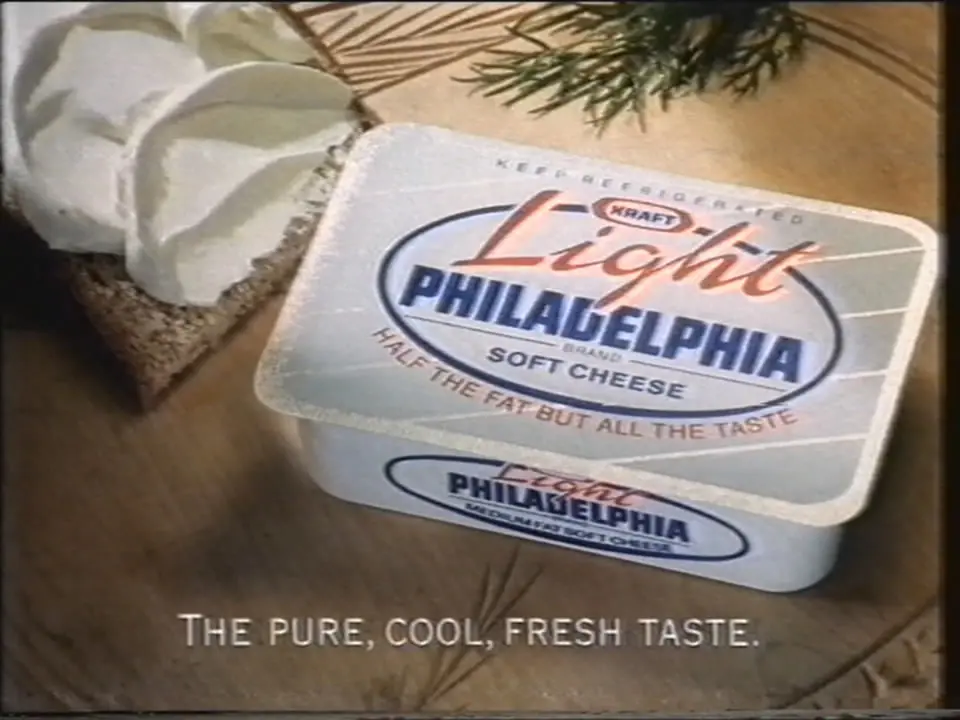 KEEP REFRIGERATED
KRAFT
Light
PHILADELPHIA
BRAND
SOFT CHEESE
HALF THE FAT BUT ALL THE TASTE
Light
PHILADELPHIA
MEDIUM FAT SOFT CHEESE
THE PURE, COOL, FRESH TASTE.